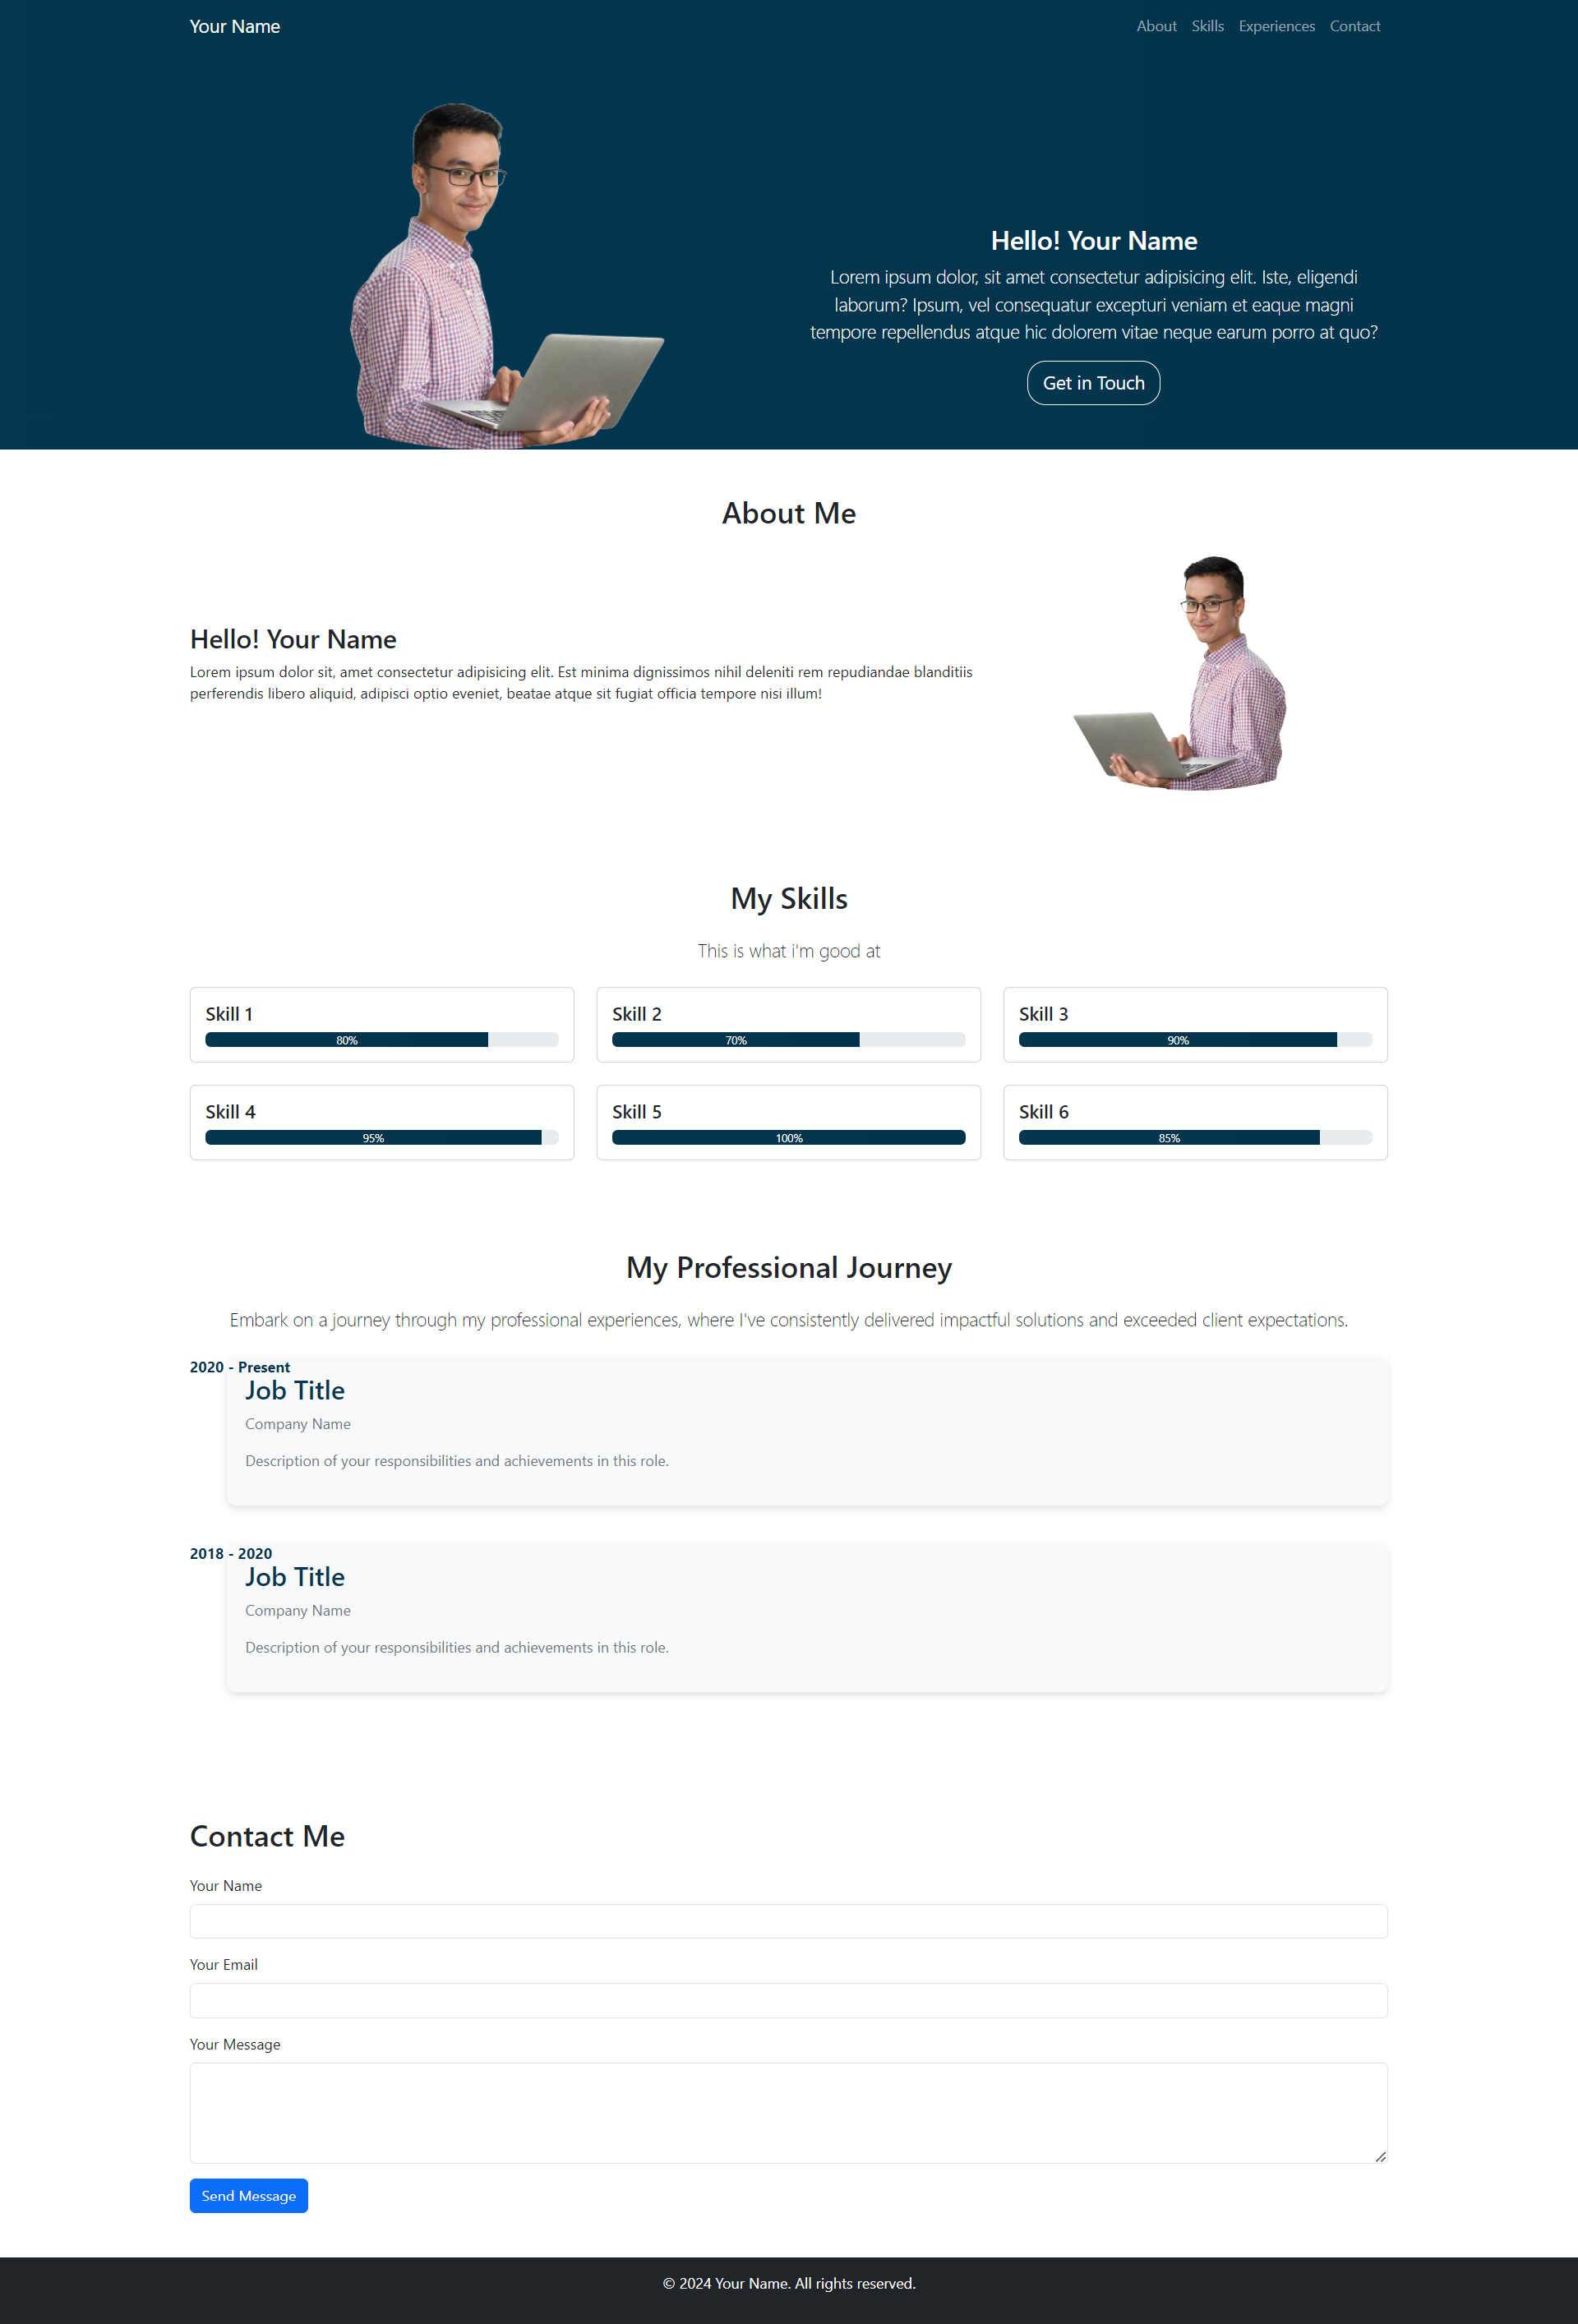 Your Name
About Skills Experiences Contact
Hello! Your Name
Lorem ipsum dolor, sit amet consectetur adipisicing elit. Iste, eligendi
laborum? Ipsum, vel consequatur excepturi veniam et eaque magni
tempore repellendus atque hic dolorem vitae neque earum porro at quo?
Get in Touch
About Me
Hello! Your Name
Lorem ipsum dolor sit, amet consectetur adipisicing elit. Est minima dignissimos nihil deleniti rem repudiandae blanditiis
perferendis libero aliquid, adipisci optio eveniet, beatae atque sit fugiat officia tempore nisi illum!
My Skills
This is what i'm good at
Skill 1
80%
Skill 2
70%
Skill 3
90%
Skill 4
95%
Skill 5
100%
Skill 6
85%
My Professional Journey
Embark on a journey through my professional experiences, where I've consistently delivered impactful solutions and exceeded client expectations.
2020 - Present
Job Title
Company Name
Description of your responsibilities and achievements in this role.
2018 - 2020
Job Title
Company Name
Description of your responsibilities and achievements in this role.
Contact Me
Your Name
Your Email
Your Message
Send Message
© 2024 Your Name. All rights reserved.